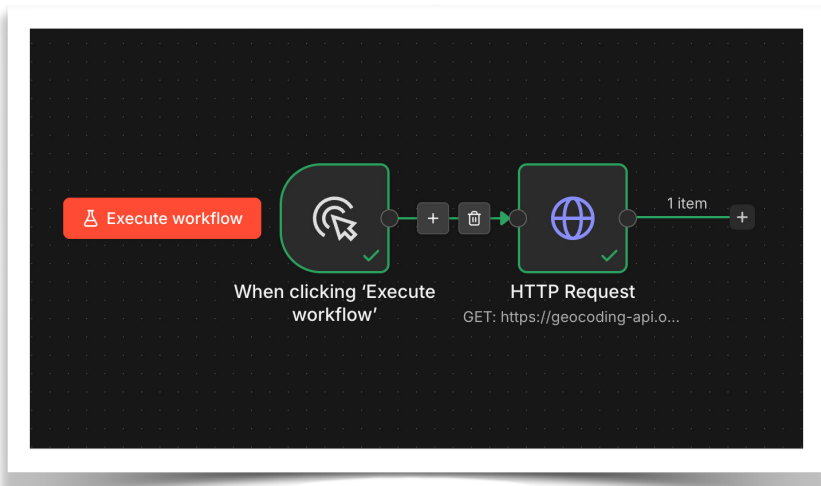 Execute workflow
1 item
When clicking ‘Execute
workflow’
HTTP Request
GET: https://geocoding-api.o...